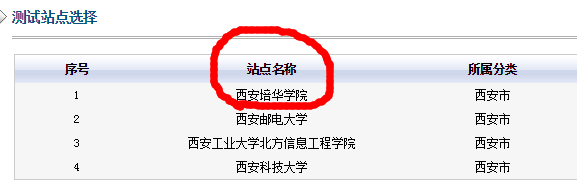 测试站点选择
序号 站点名称 所属分类
1 西安培华学院 西安市
2 西安邮电大学 西安市
3 西安工业大学北方信息工程学院 西安市
4 西安科技大学 西安市